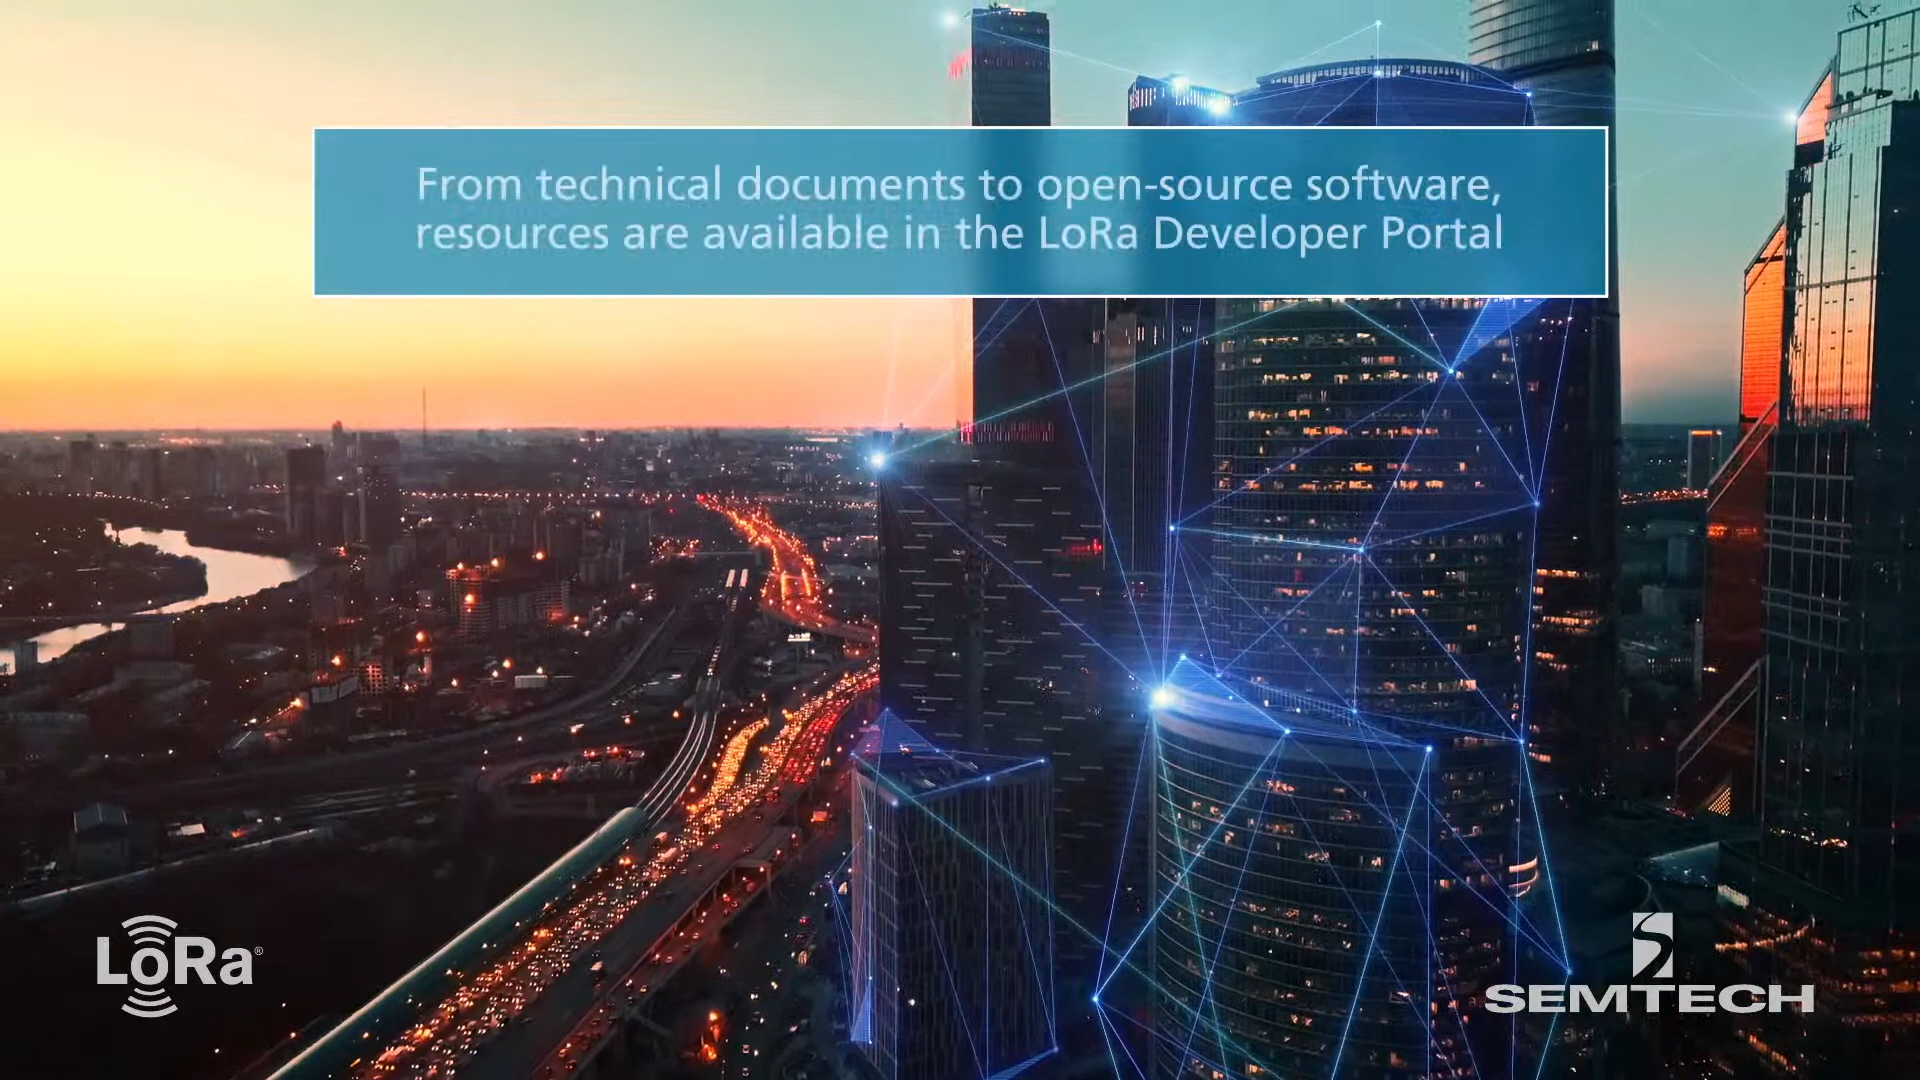 From technical documents to open-source software,
resources are available in the LoRa Developer Portal
LoRa®
SEMTECH